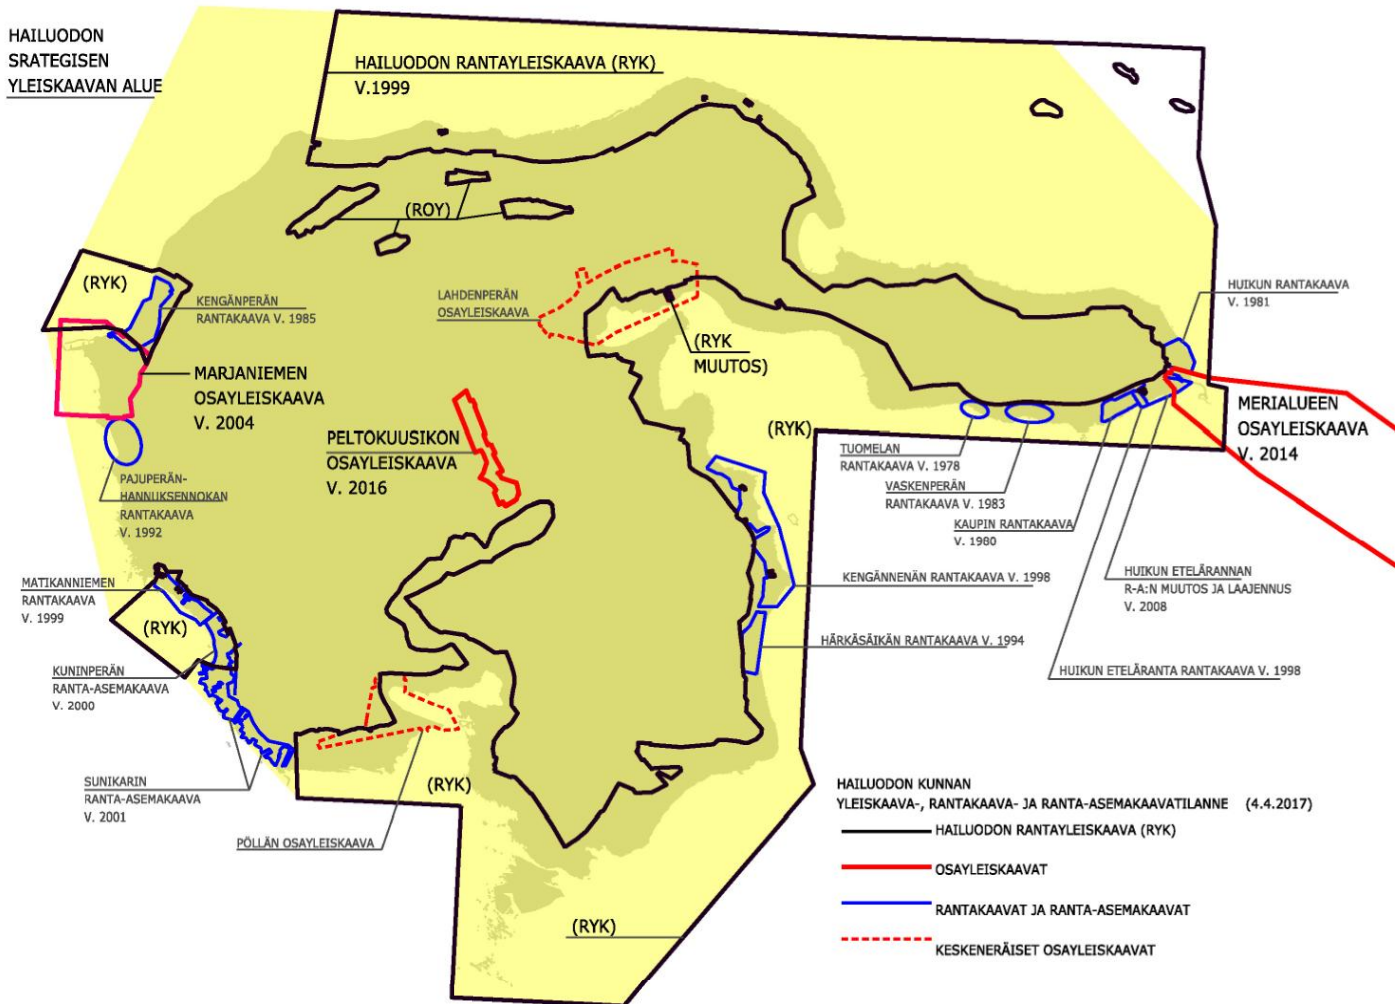 HAILUODON
SRATEGISEN
YLEISKAAVAN ALUE
HAILUODON RANTAYLEISKAAVA (RYK)
V.1999
(ROY)
(RYK)
KENGÄNPERÄN
RANTAKAAVA V. 1985
LAHDENPERÄN
OSAYLEISKAAVA
HUIKUN RANTAKAAVA
V. 1981
(RYK
MUUTOS)
MARJANIEMEN
OSAYLEISKAAVA
V. 2004
PELTOKUUSIKON
OSAYLEISKAAVA
V. 2016
(RYK)
MERIALUEEN
OSAYLEISKAAVA
V. 2014
TUOMELAN
RANTAKAAVA V. 1978
VASKENPERÄN
RANTAKAAVA V. 1983
KAUPIN RANTAKAAVA
V. 1980
PAJUPERÄN-
HANNUKSENNOKAN
RANTAKAAVA
V. 1992
MATIKANNIEMEN
RANTAKAAVA
V. 1999
(RYK)
KENGÄNNENÄN RANTAKAAVA V. 1998
HUIKUN ETELÄRANNAN
R-A:N MUUTOS JA LAAJENNUS
V. 2008
HÄRKÄSÄIKÄN RANTAKAAVA V. 1994
HUIKUN ETELÄRANTA RANTAKAAVA V. 1998
KUNINPERÄN
RANTA-ASEMAKAAVA
V. 2000
SUNIKARIN
RANTA-ASEMAKAAVA
V. 2001
(RYK)
PÖLLÄN OSAYLEISKAAVA
(RYK)
HAILUODON KUNNAN
YLEISKAAVA-, RANTAKAAVA- JA RANTA-ASEMAKAAVATILANNE (4.4.2017)
HAILUODON RANTAYLEISKAAVA (RYK)
OSAYLEISKAAVAT
RANTAKAAVAT JA RANTA-ASEMAKAAVAT
KESKENERÄISET OSAYLEISKAAVAT